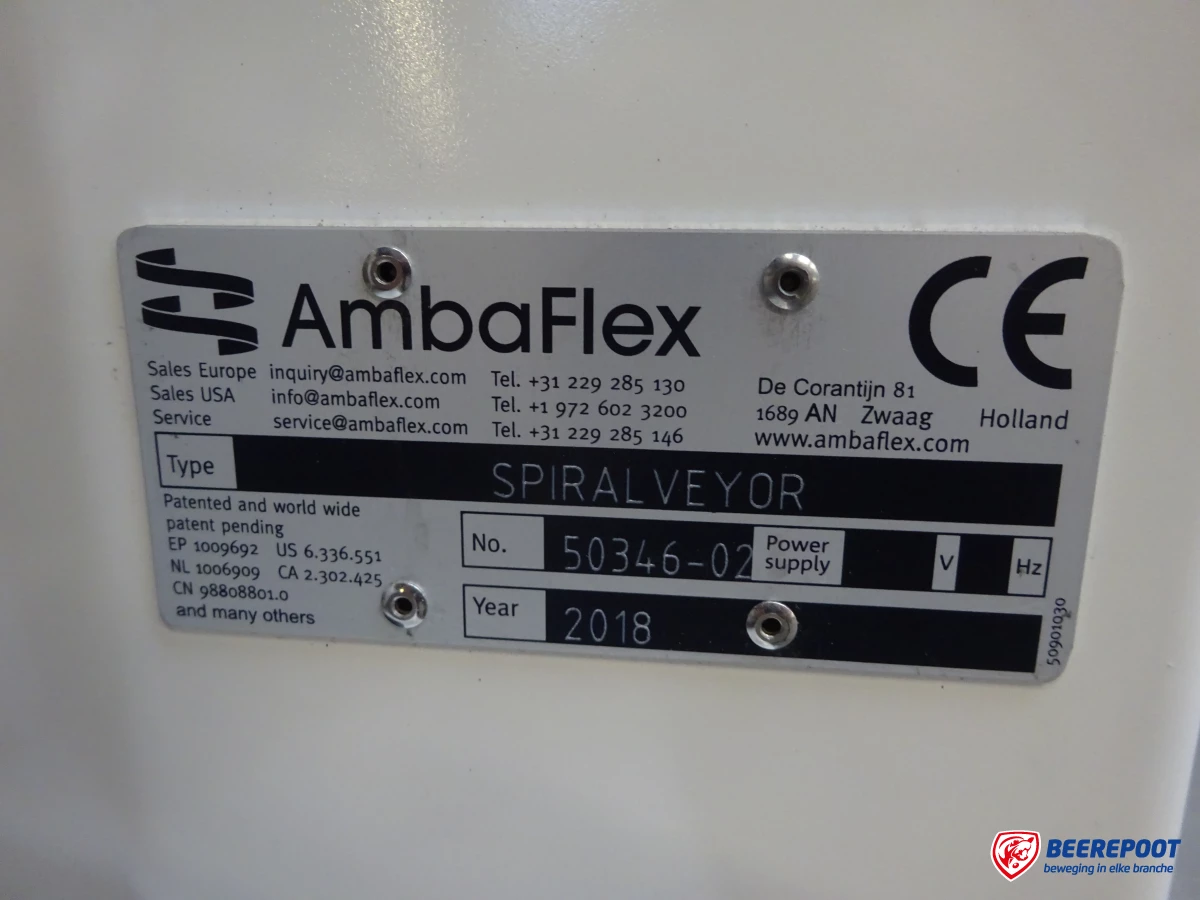 AmbaFlex
CE
Sales Europe inquiry@ambaflex.com Tel. +31 229 285 130
Sales USA info@ambaflex.com Tel. +1 972 602 3200
Service service@ambaflex.com Tel. +31 229 285 146
De Corantijn 81
1689 AN Zwaag Holland
www.ambaflex.com
Type SPIRALVEYOR
Patented and world wide
patent pending
EP 1009692 US 6.336.551
NL 1006909 CA 2.302.425
CN 98808801.0
and many others
No. 50346-02 Power supply V Hz
Year 2018
50901030
BEEREPOOT
beweging in elke branche